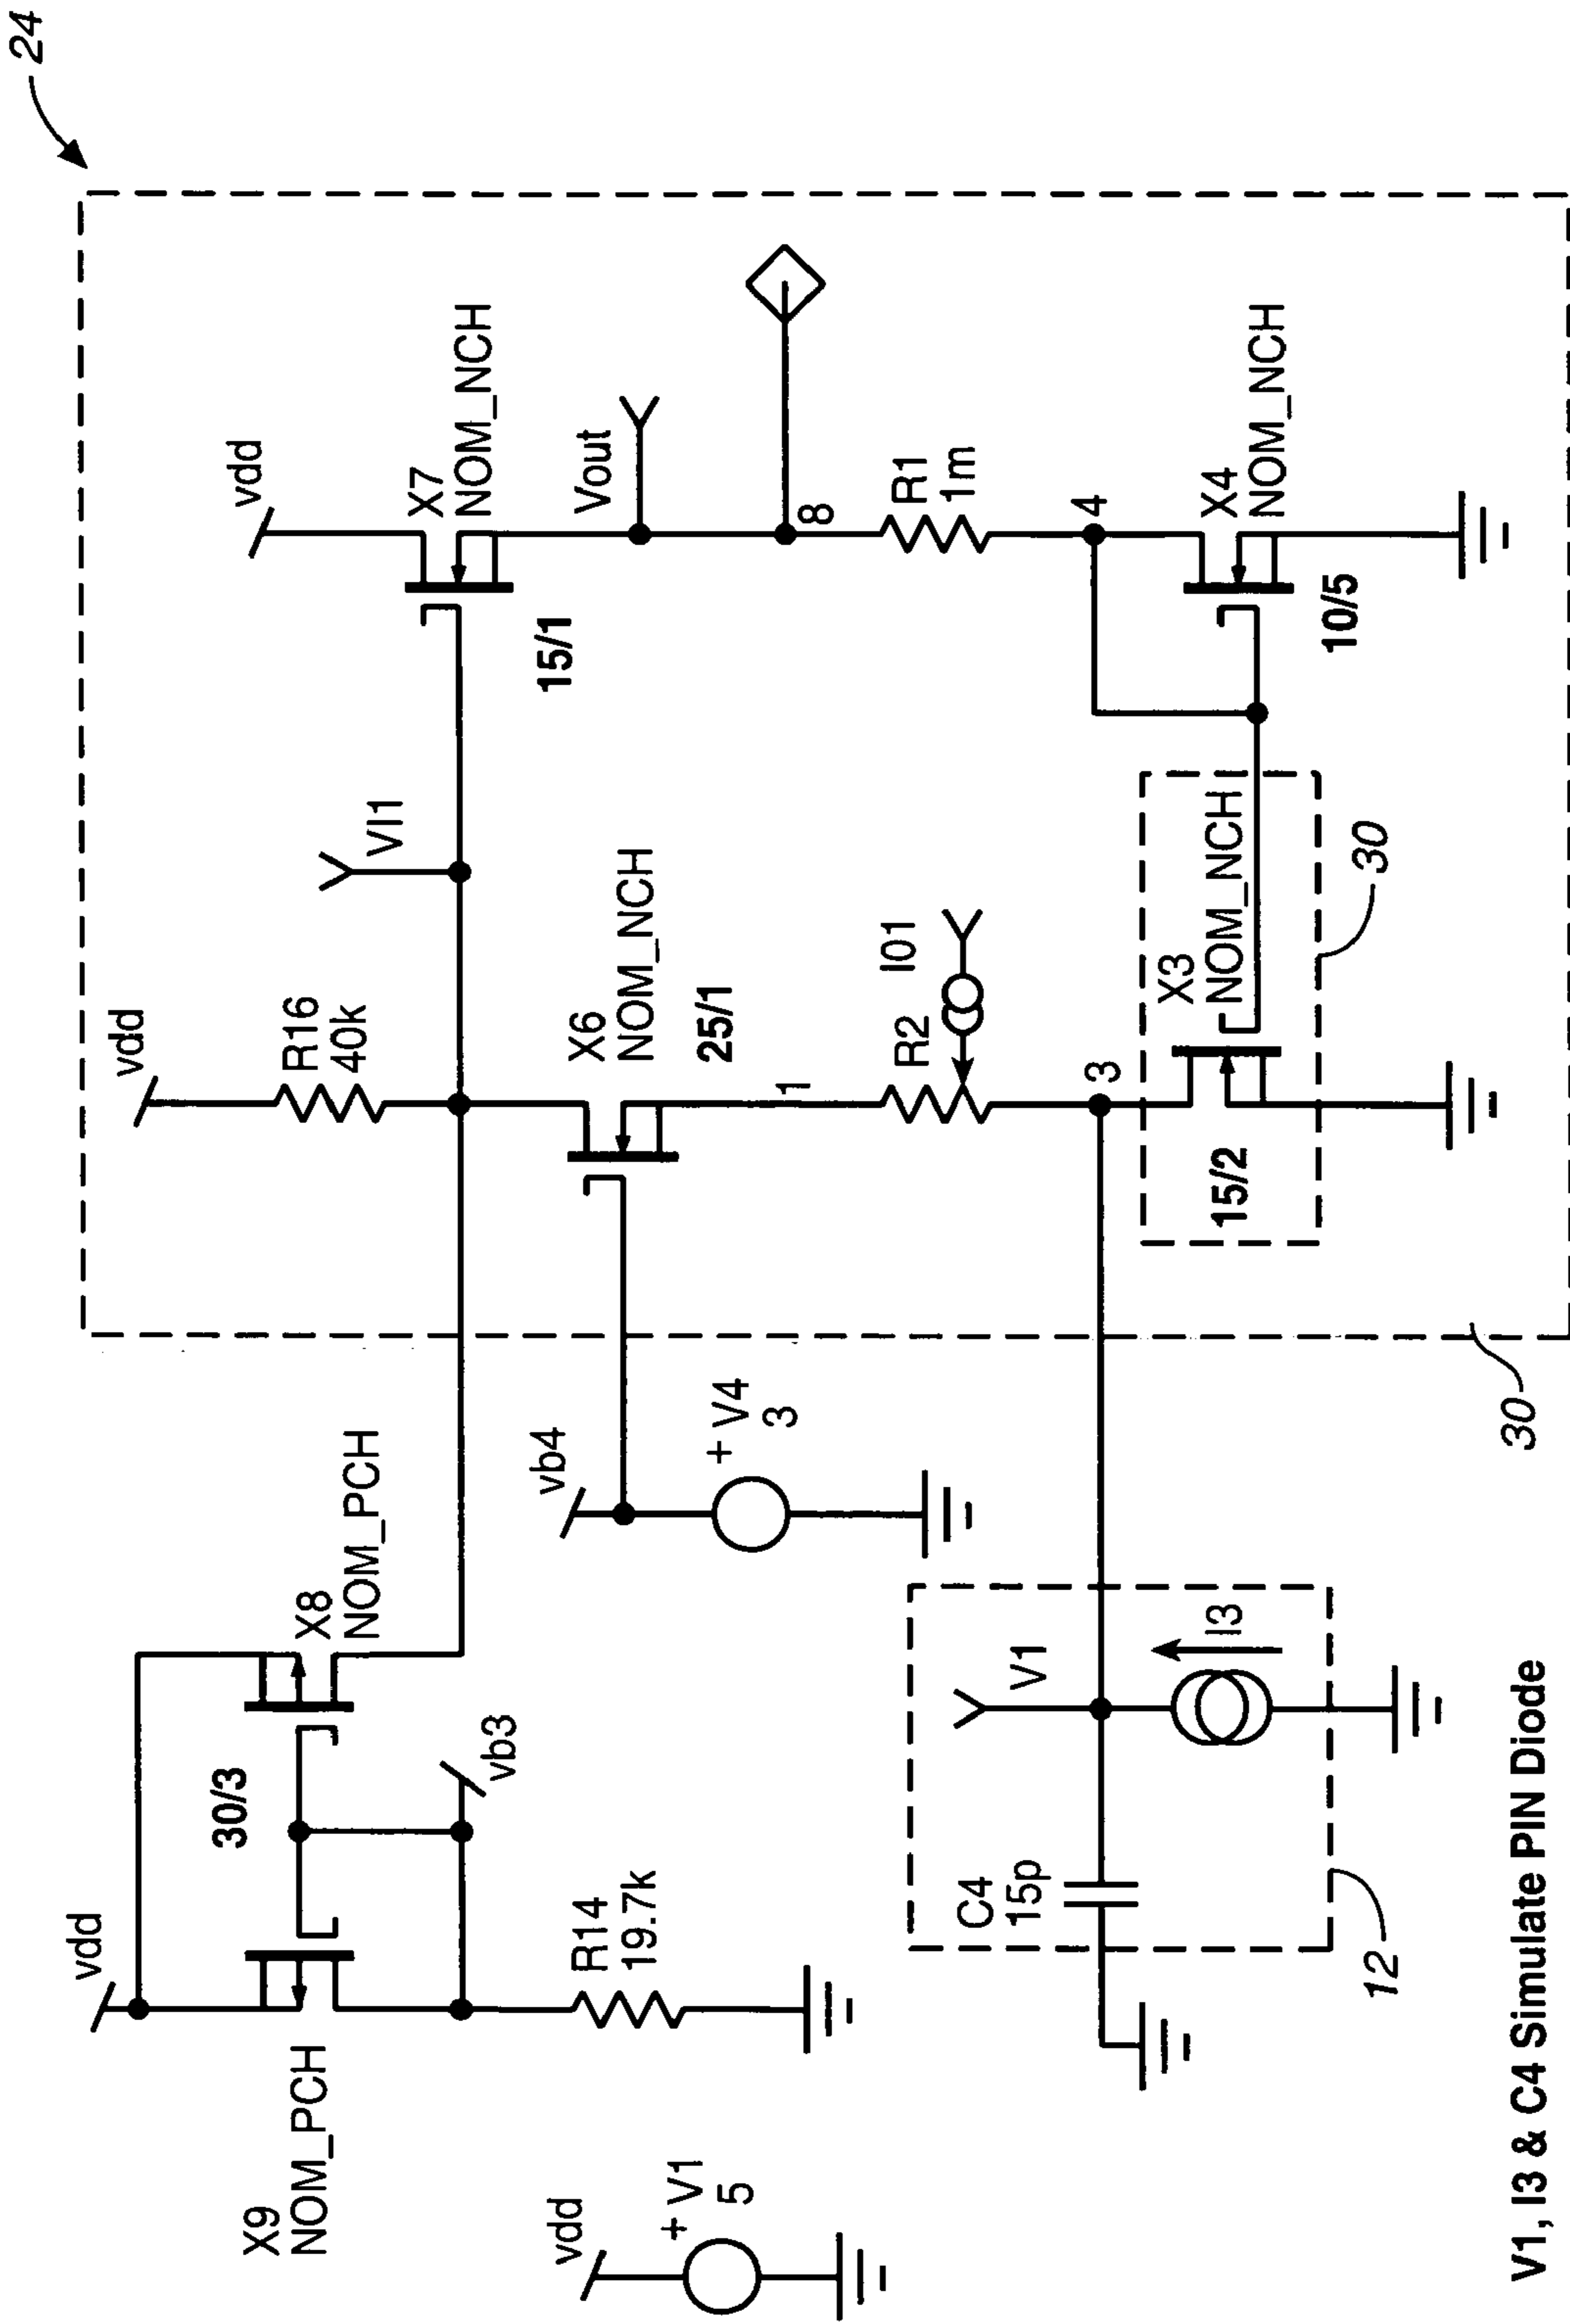 24
vdd
X9
NOM_PCH
30/3
X8
NOM_PCH
vb3
R14
19.7k
vdd
+ V1
5
vb4
+ V4
3
vdd
R16
40k
VI1
vdd
X7
NOM_NCH
15/1
Vout
8
X6
NOM_NCH
25/1
1
R2
I01
R1
1m
3
4
X3
NOM_NCH
15/2
30
X4
NOM_NCH
10/5
30
C4
15p
V1
I3
12
V1, I3 & C4 Simulate PIN Diode